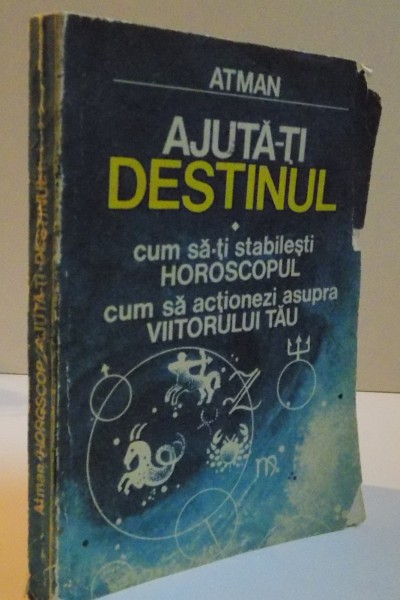 ATMAN
AJUTĂ-ȚI
DESTINUL
cum să-ți stabilești
HOROSCOPUL
cum să acționezi asupra
VIITORULUI TĂU
Atman, HOROSCOP, AJUTĂ-ȚI DESTINUL